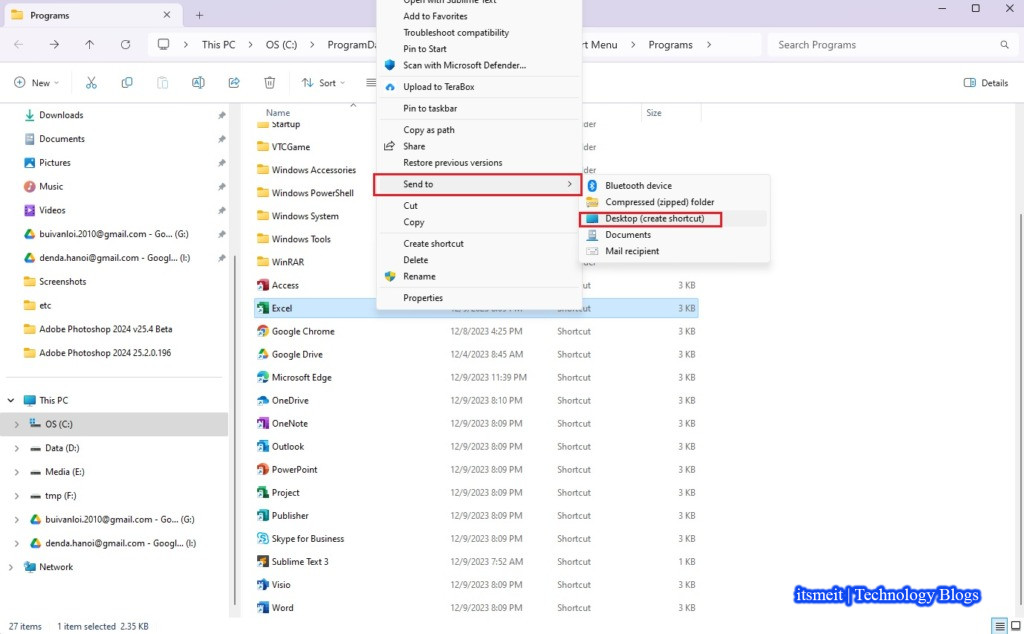 Programs
This PC
OS (C:)
rt Menu
Programs
Search Programs
New
Sort
Details
Open with Sublime Text
Add to Favorites
Troubleshoot compatibility
Pin to Start
Scan with Microsoft Defender...
Upload to TeraBox
Pin to taskbar
Copy as path
Share
Restore previous versions
Send to
Cut
Copy
Create shortcut
Delete
Rename
Properties
Bluetooth device
Compressed (zipped) folder
Desktop (create shortcut)
Documents
Mail recipient
Downloads
Documents
Pictures
Music
Videos
buivanloi.2010@gmail.com - Go... (G:)
denda.hanoi@gmail.com - Googl... (I:)
Screenshots
etc
Adobe Photoshop 2024 v25.4 Beta
Adobe Photoshop 2024 25.2.0.196
This PC
OS (C:)
Data (D:)
Media (E:)
tmp (F:)
buivanloi.2010@gmail.com - Go... (G:)
denda.hanoi@gmail.com - Googl... (I:)
Network
Name Size
Startup
VTCGame
Windows Accessories
Windows PowerShell
Windows System
Windows Tools
WinRAR
Access 3 KB
Excel 3 KB
Google Chrome 12/8/2023 4:25 PM Shortcut 3 KB
Google Drive 12/4/2023 8:45 AM Shortcut 3 KB
Microsoft Edge 12/9/2023 11:39 PM Shortcut 3 KB
OneDrive 12/9/2023 8:10 PM Shortcut 3 KB
OneNote 12/9/2023 8:09 PM Shortcut 3 KB
Outlook 12/9/2023 8:09 PM Shortcut 3 KB
PowerPoint 12/9/2023 8:09 PM Shortcut 3 KB
Project 12/9/2023 8:09 PM Shortcut 3 KB
Publisher 12/9/2023 8:09 PM Shortcut 3 KB
Skype for Business 12/9/2023 8:09 PM Shortcut 3 KB
Sublime Text 3 12/9/2023 7:52 AM Shortcut 1 KB
Visio 12/9/2023 8:09 PM Shortcut 3 KB
Word 12/9/2023 8:09 PM Shortcut 3 KB
itsmeit | Technology Blogs
27 items 1 item selected 2.35 KB